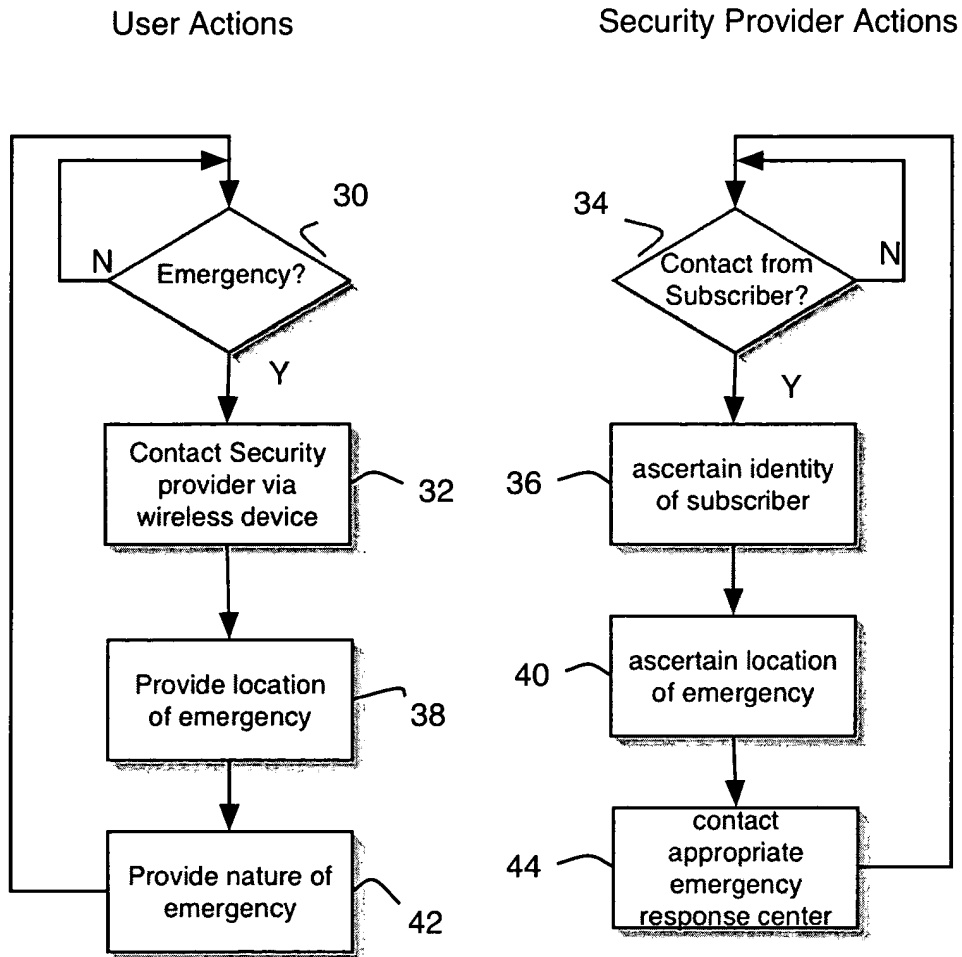 User Actions
Security Provider Actions
30
N
Emergency?
Y
Contact Security
provider via
wireless device
32
Provide location
of emergency
38
Provide nature of
emergency
42
34
Contact from
Subscriber?
N
Y
36
ascertain identity
of subscriber
40
ascertain location
of emergency
44
contact
appropriate
emergency
response center